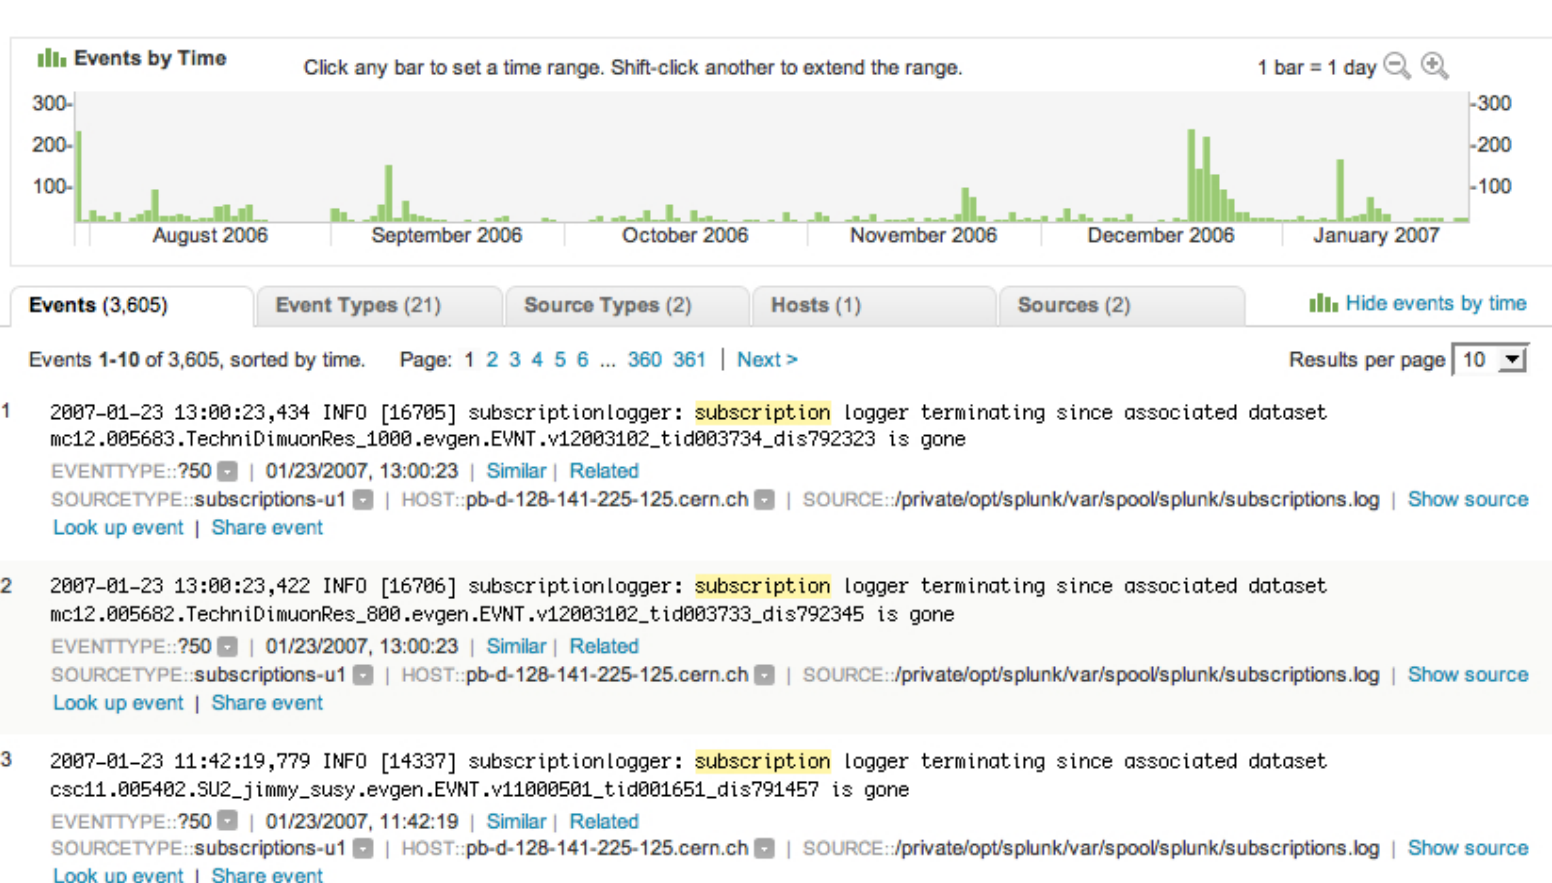 Events by Time
Click any bar to set a time range. Shift-click another to extend the range.
1 bar = 1 day
300-
-300
200-
-200
100-
-100
August 2006
September 2006
October 2006
November 2006
December 2006
January 2007
Events (3,605)
Event Types (21)
Source Types (2)
Hosts (1)
Sources (2)
Hide events by time
Events 1-10 of 3,605, sorted by time. Page: 1 2 3 4 5 6 ... 360 361 | Next >
Results per page 10
1 2007-01-23 13:00:23,434 INFO [16705] subscriptionlogger: subscription logger terminating since associated dataset
mc12.005683.TechniDimuonRes_1000.evgen.EVNT.v12003102_tid003734_dis792323 is gone
EVENTTYPE::?50 | 01/23/2007, 13:00:23 | Similar | Related
SOURCETYPE::subscriptions-u1 | HOST::pb-d-128-141-225-125.cern.ch | SOURCE::/private/opt/splunk/var/spool/splunk/subscriptions.log | Show source
Look up event | Share event
2 2007-01-23 13:00:23,422 INFO [16706] subscriptionlogger: subscription logger terminating since associated dataset
mc12.005682.TechniDimuonRes_800.evgen.EVNT.v12003102_tid003733_dis792345 is gone
EVENTTYPE::?50 | 01/23/2007, 13:00:23 | Similar | Related
SOURCETYPE::subscriptions-u1 | HOST::pb-d-128-141-225-125.cern.ch | SOURCE::/private/opt/splunk/var/spool/splunk/subscriptions.log | Show source
Look up event | Share event
3 2007-01-23 11:42:19,779 INFO [14337] subscriptionlogger: subscription logger terminating since associated dataset
csc11.005402.SU2_jimmy_susy.evgen.EVNT.v11000501_tid001651_dis791457 is gone
EVENTTYPE::?50 | 01/23/2007, 11:42:19 | Similar | Related
SOURCETYPE::subscriptions-u1 | HOST::pb-d-128-141-225-125.cern.ch | SOURCE::/private/opt/splunk/var/spool/splunk/subscriptions.log | Show source
Look up event | Share event